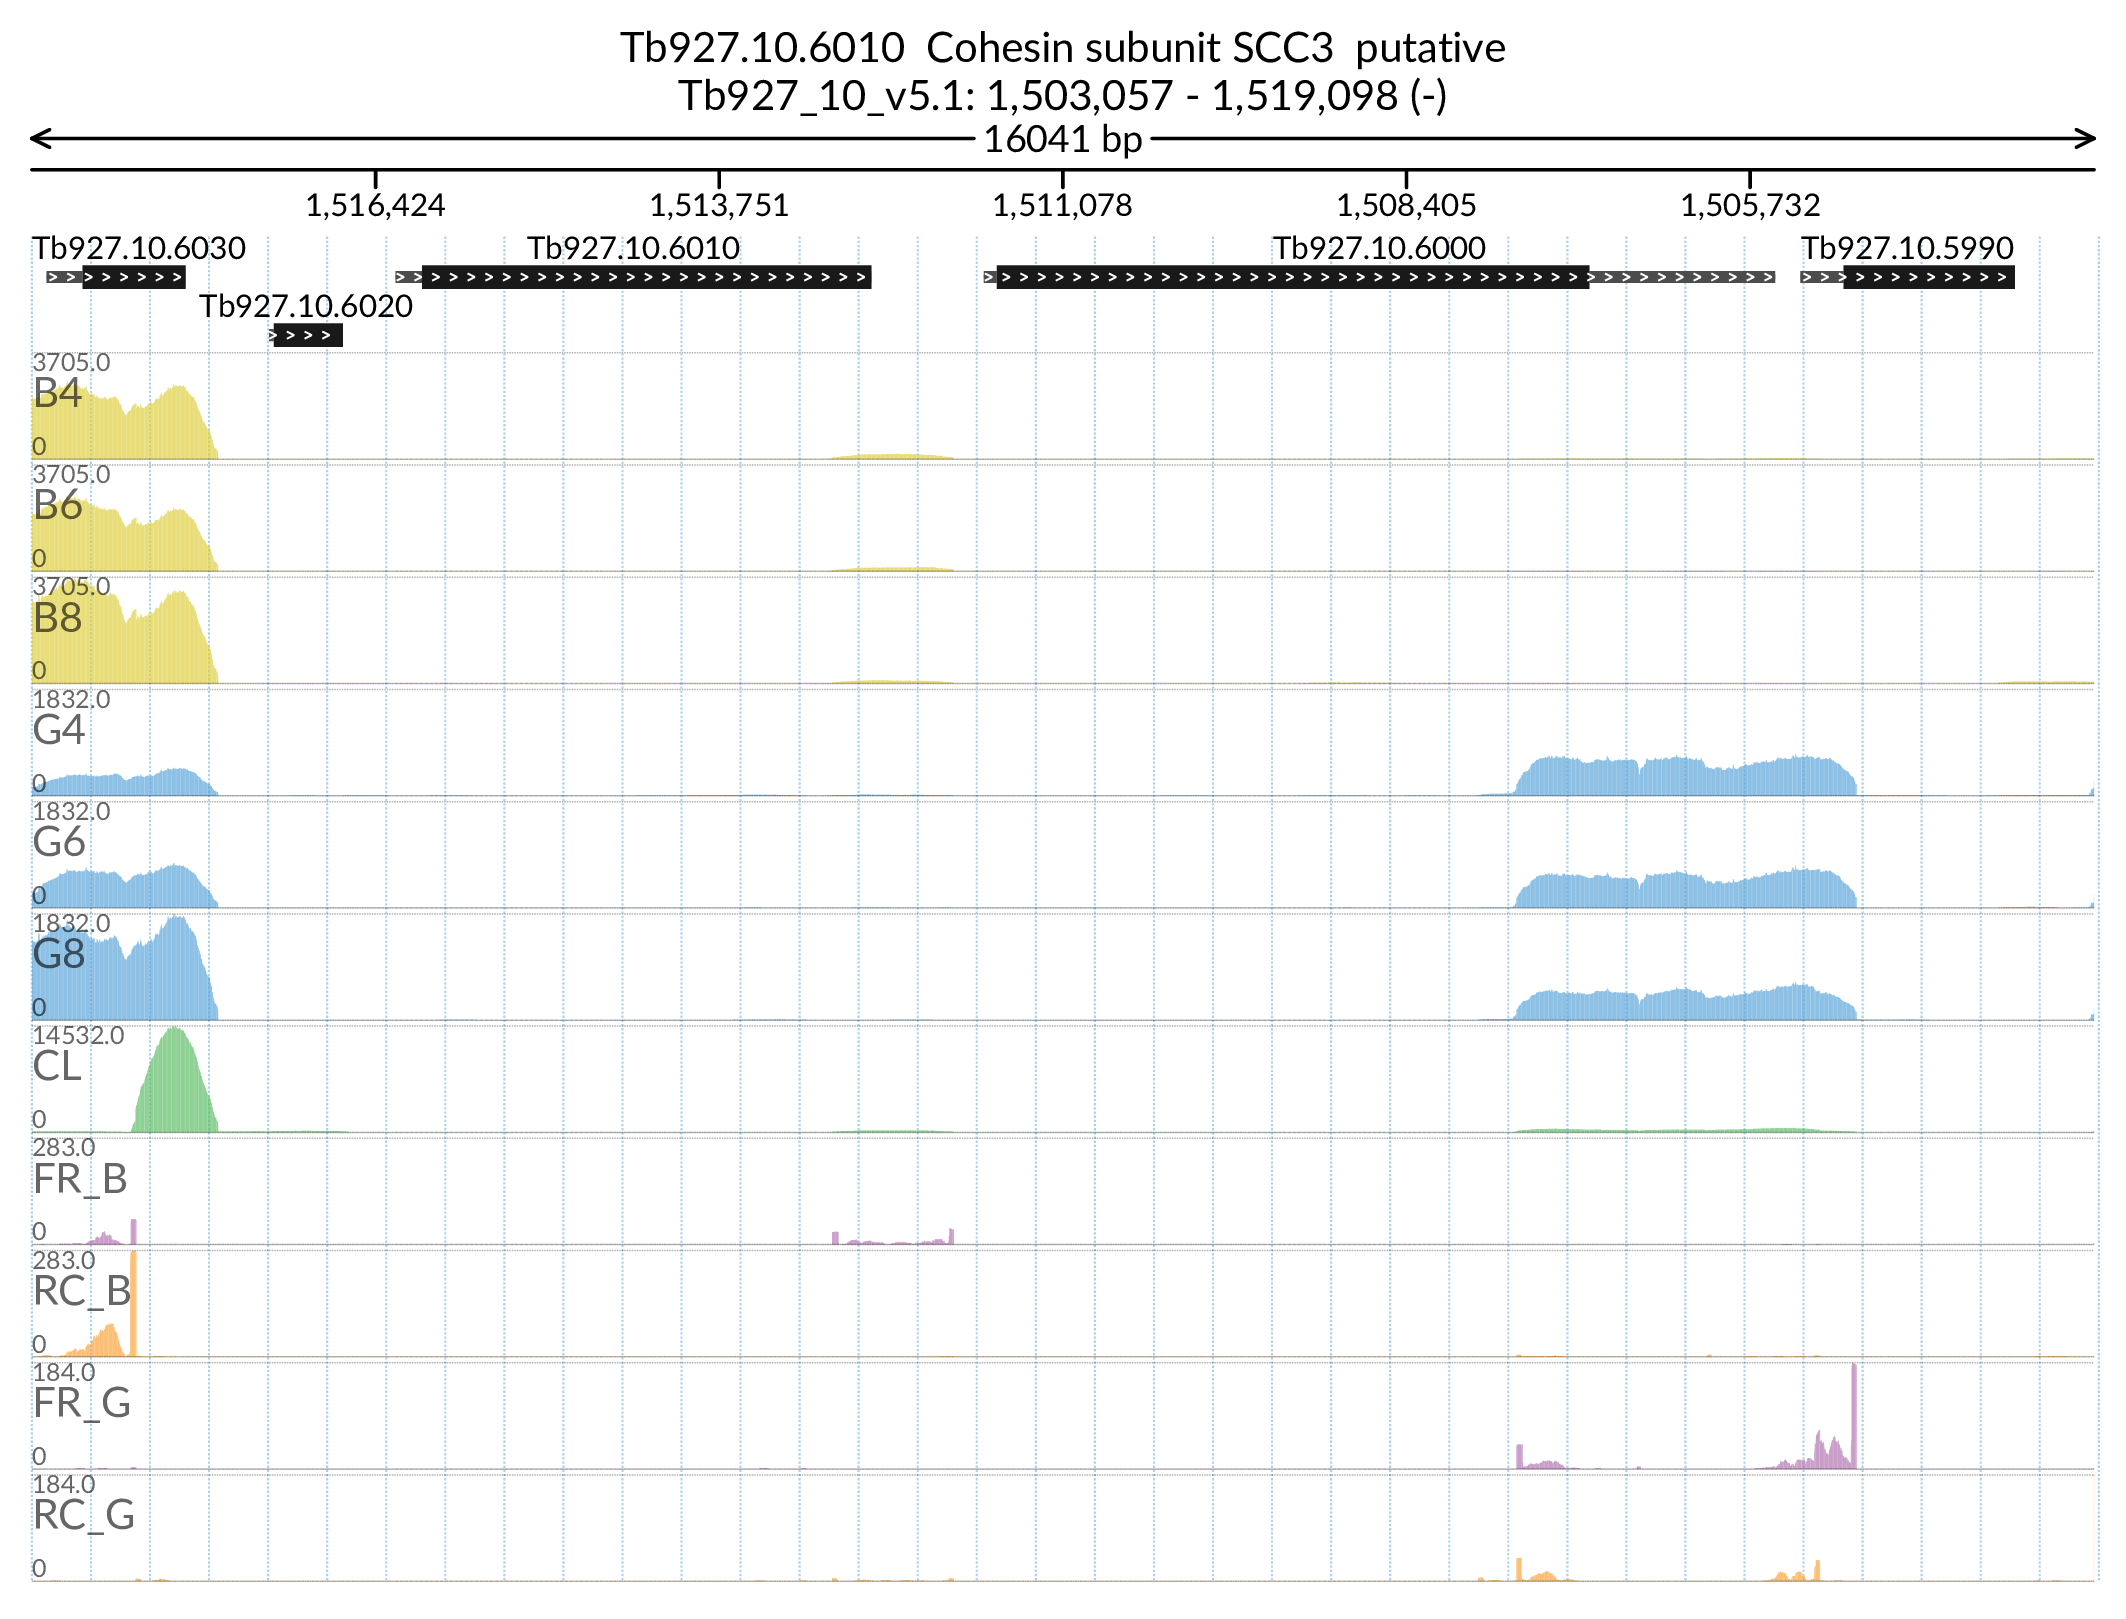 Tb927.10.6010  Cohesin subunit SCC3  putative
Tb927_10_v5.1: 1,503,057 - 1,519,098 (-)
16041 bp
1,516,424 1,513,751 1,511,078 1,508,405 1,505,732
Tb927.10.6030 Tb927.10.6010 Tb927.10.6000 Tb927.10.5990
Tb927.10.6020
3705.0
B4
0
3705.0
B6
0
3705.0
B8
0
1832.0
G4
0
1832.0
G6
0
1832.0
G8
0
14532.0
CL
0
283.0
FR_B
0
283.0
RC_B
0
184.0
FR_G
0
184.0
RC_G
0